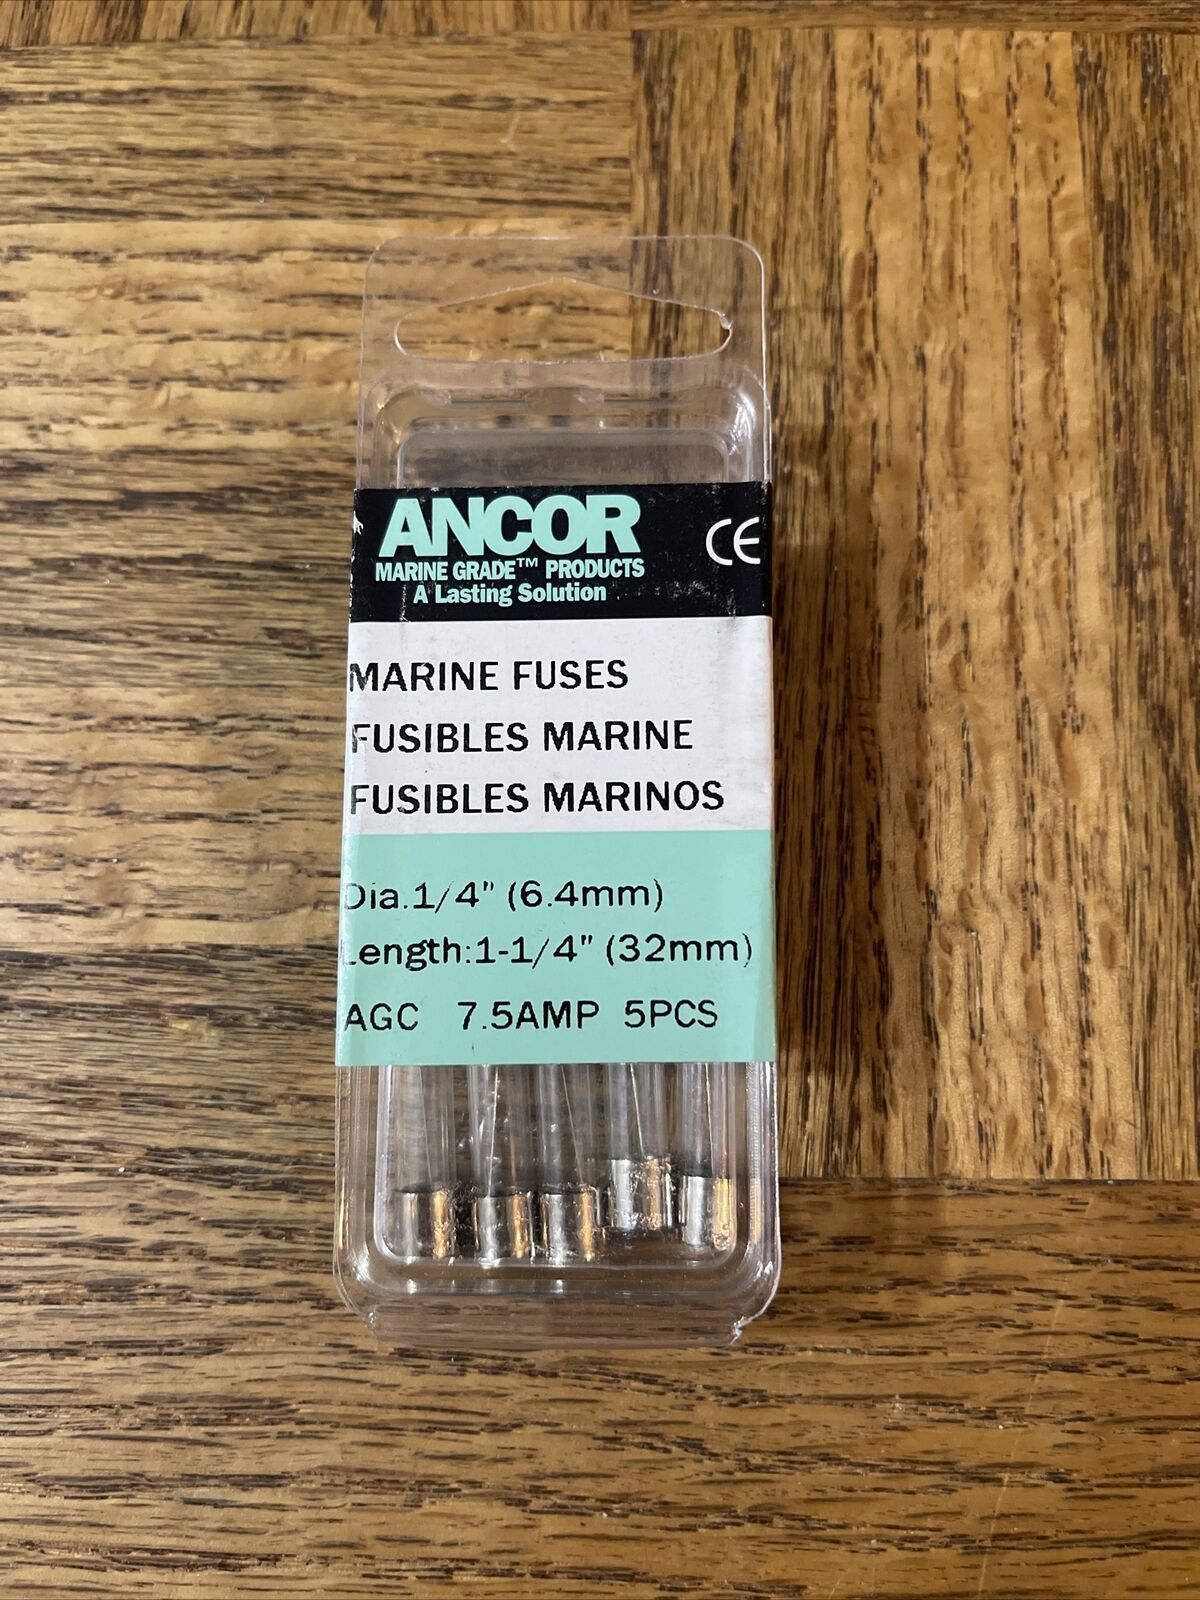 ANCOR
CE
MARINE GRADE™ PRODUCTS
A Lasting Solution
MARINE FUSES
FUSIBLES MARINE
FUSIBLES MARINOS
Dia.1/4" (6.4mm)
Length:1-1/4" (32mm)
AGC 7.5AMP 5PCS